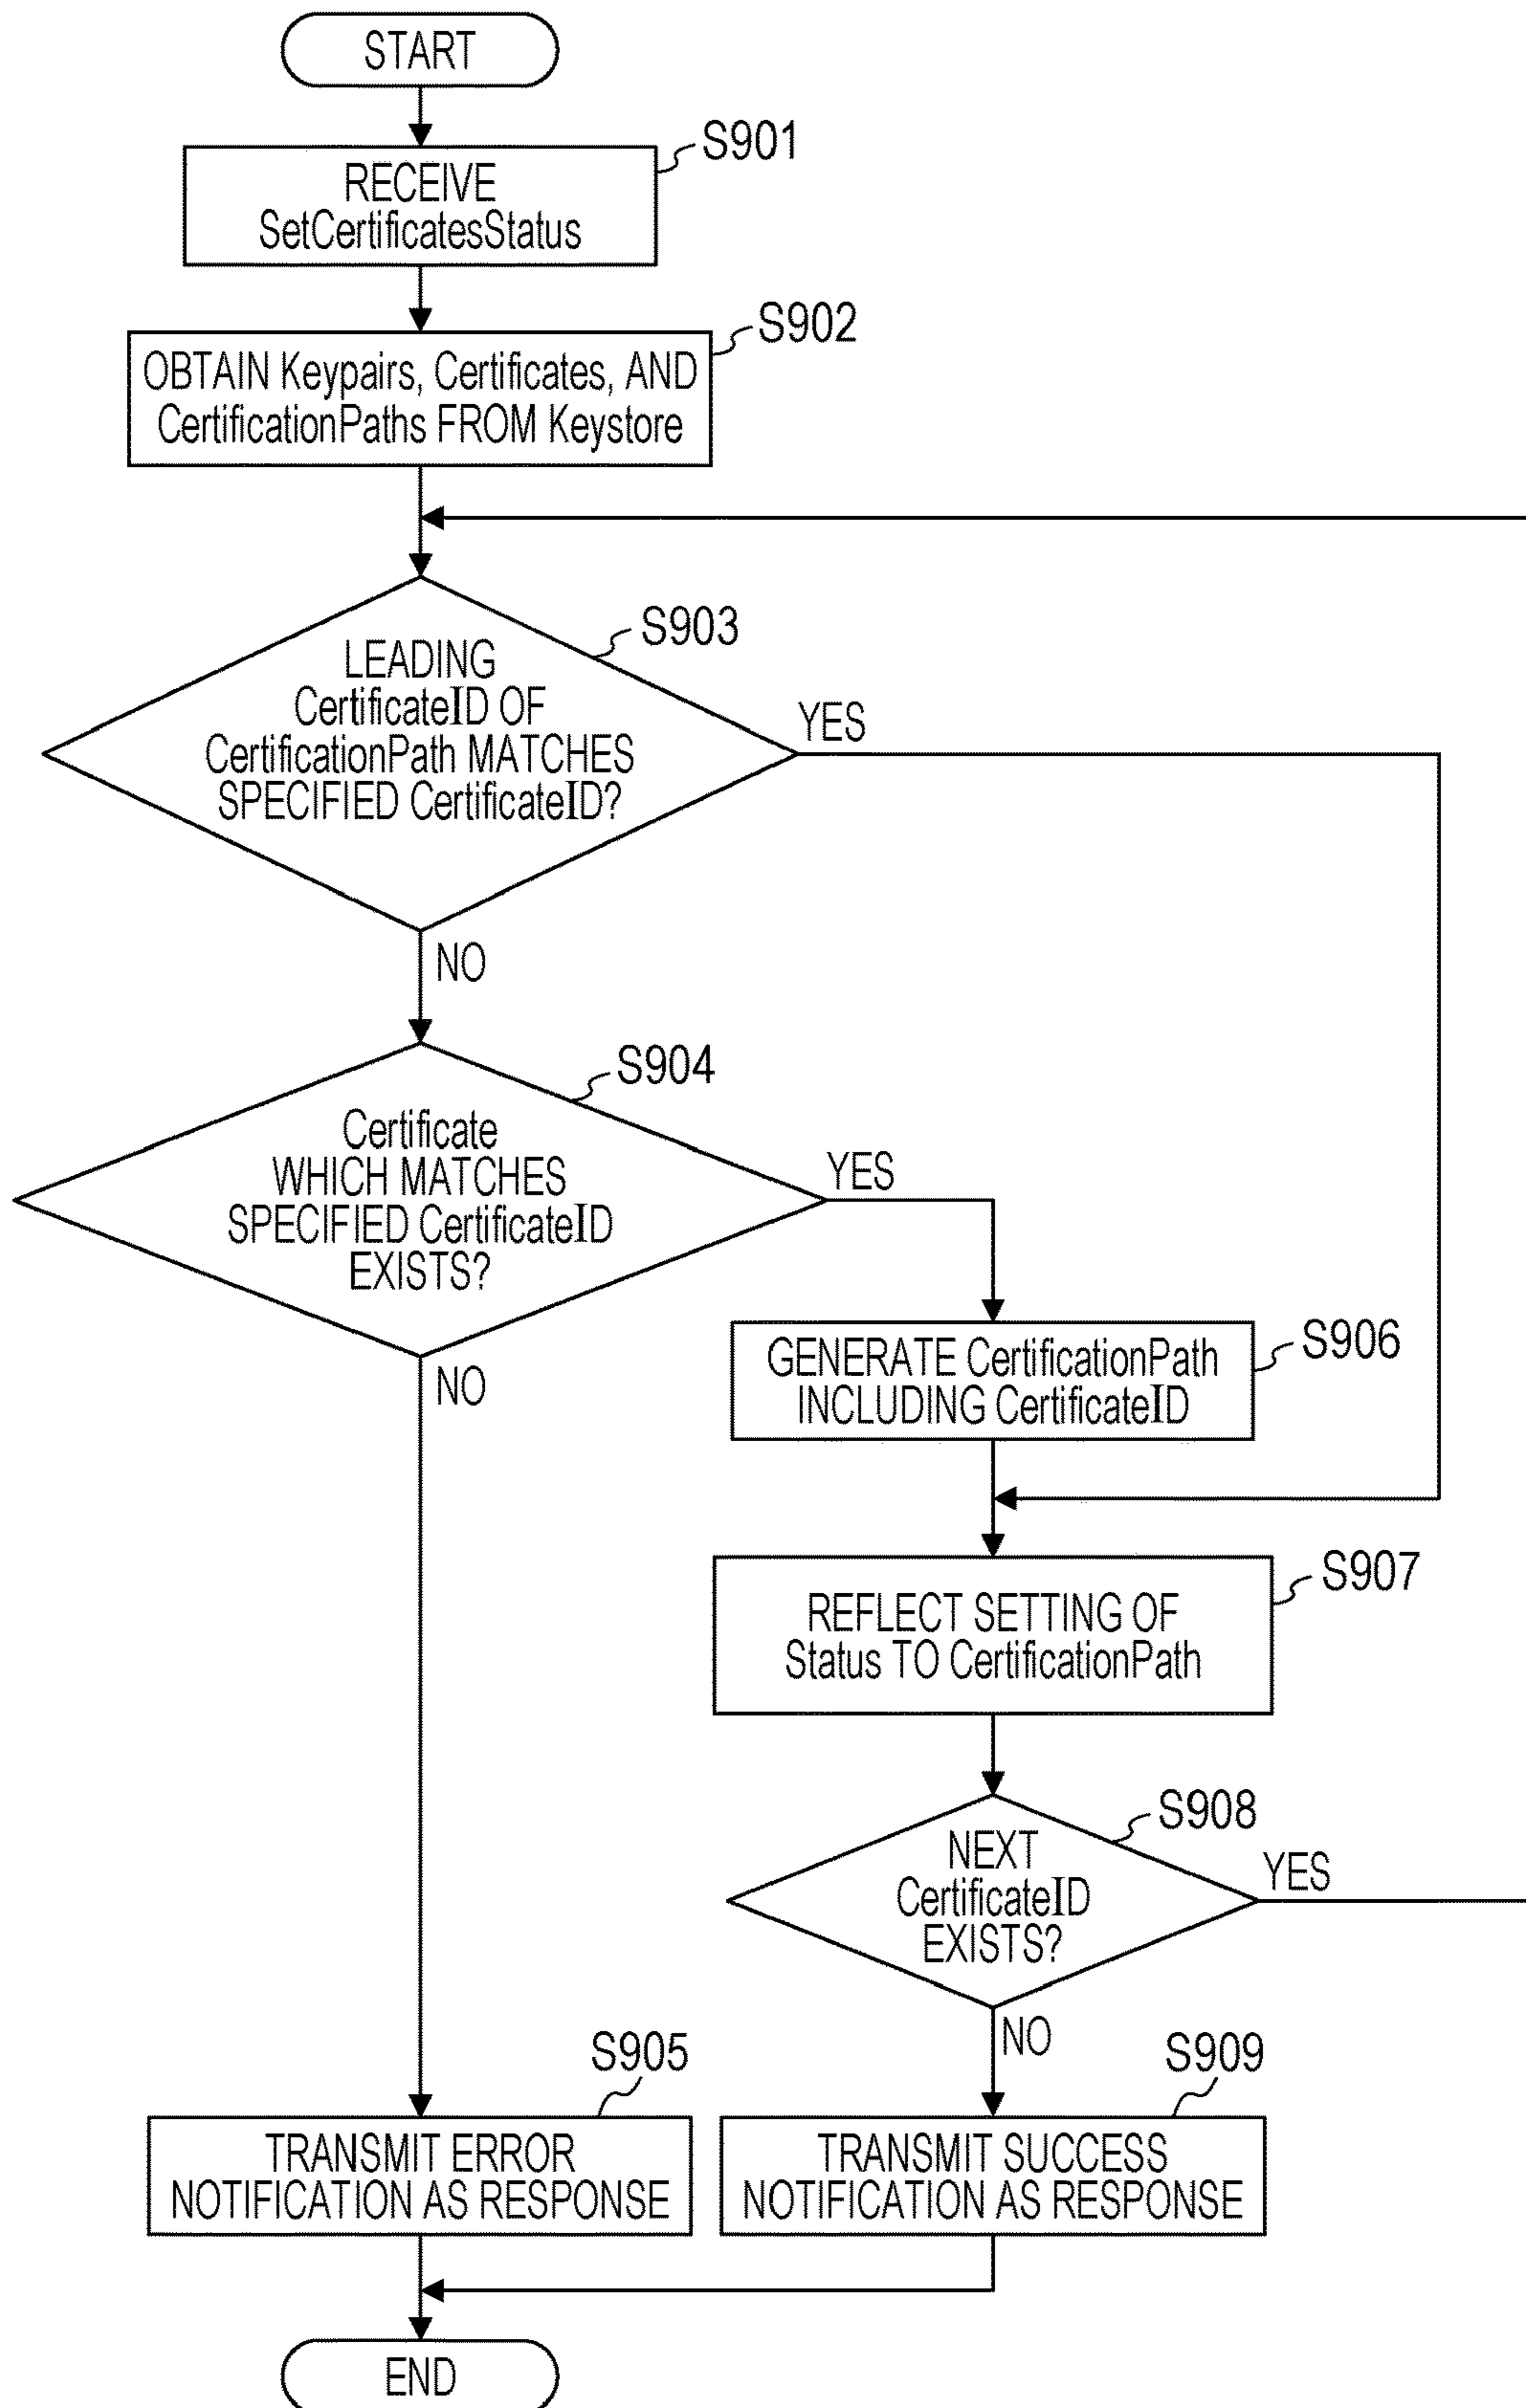 START
S901
RECEIVE
SetCertificatesStatus
S902
OBTAIN Keypairs, Certificates, AND
CertificationPaths FROM Keystore
S903
LEADING
CertificateID OF
CertificationPath MATCHES
SPECIFIED CertificateID?
YES
NO
S904
Certificate
WHICH MATCHES
SPECIFIED CertificateID
EXISTS?
YES
NO
S906
GENERATE CertificationPath
INCLUDING CertificateID
S907
REFLECT SETTING OF
Status TO CertificationPath
S908
NEXT
CertificateID
EXISTS?
YES
NO
S905
TRANSMIT ERROR
NOTIFICATION AS RESPONSE
S909
TRANSMIT SUCCESS
NOTIFICATION AS RESPONSE
END